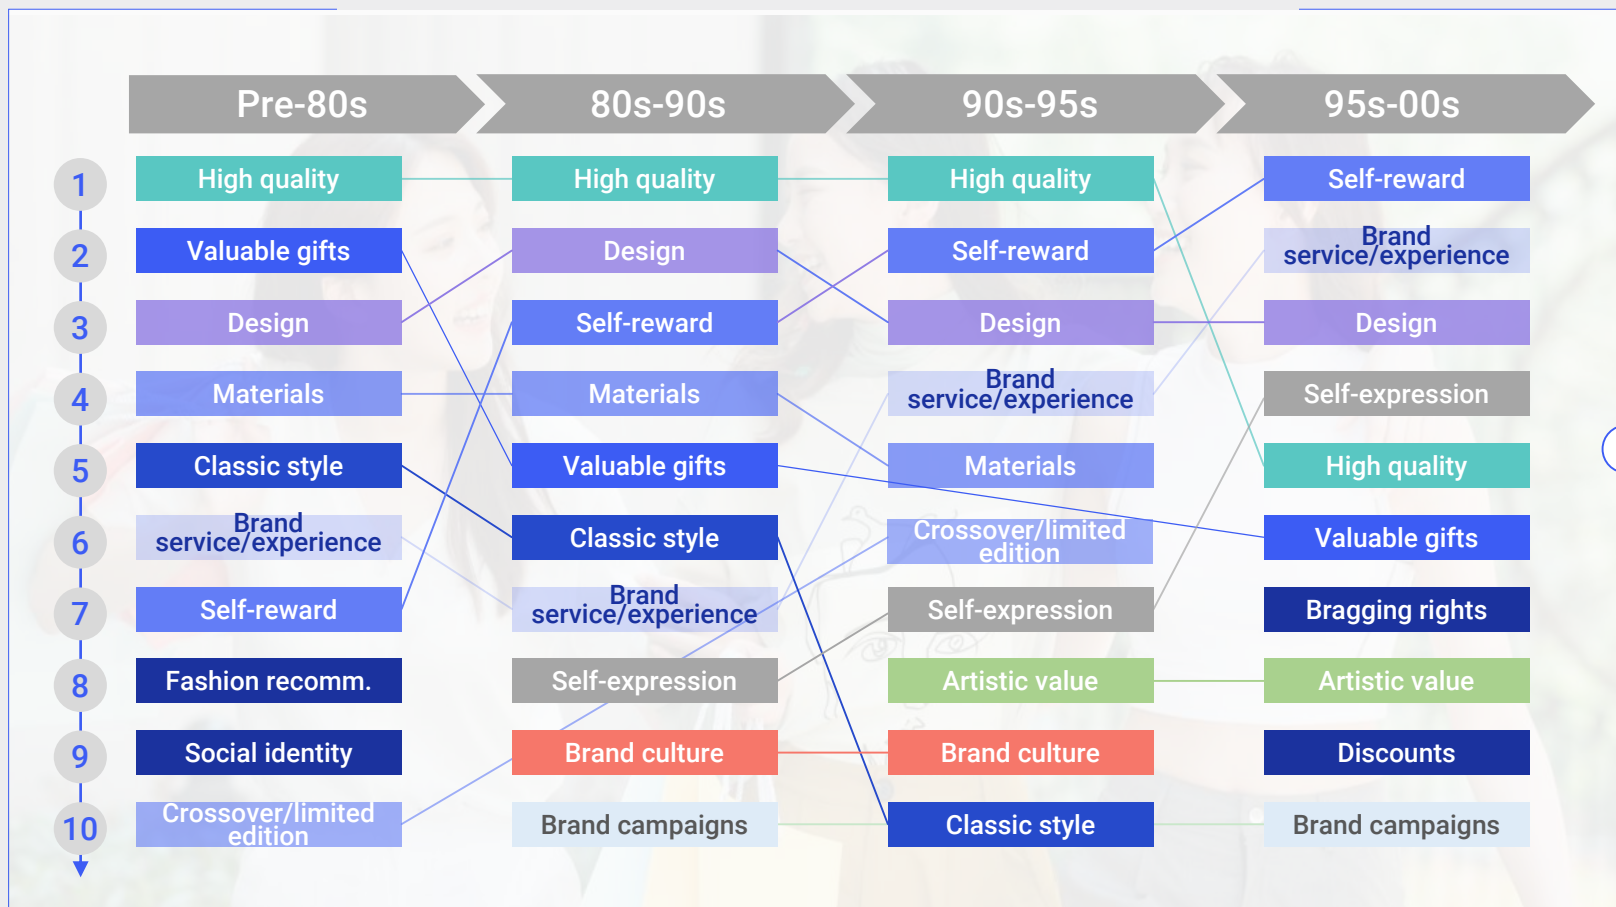 Pre-80s
80s-90s
90s-95s
95s-00s
1
High quality
High quality
High quality
Self-reward
2
Valuable gifts
Design
Self-reward
Brand
service/experience
3
Design
Self-reward
Design
Design
4
Materials
Materials
Brand
service/experience
Self-expression
5
Classic style
Valuable gifts
Materials
High quality
6
Brand
service/experience
Classic style
Crossover/limited
edition
Valuable gifts
7
Self-reward
Brand
service/experience
Self-expression
Bragging rights
8
Fashion recomm.
Self-expression
Artistic value
Artistic value
9
Social identity
Brand culture
Brand culture
Discounts
10
Crossover/limited
edition
Brand campaigns
Classic style
Brand campaigns